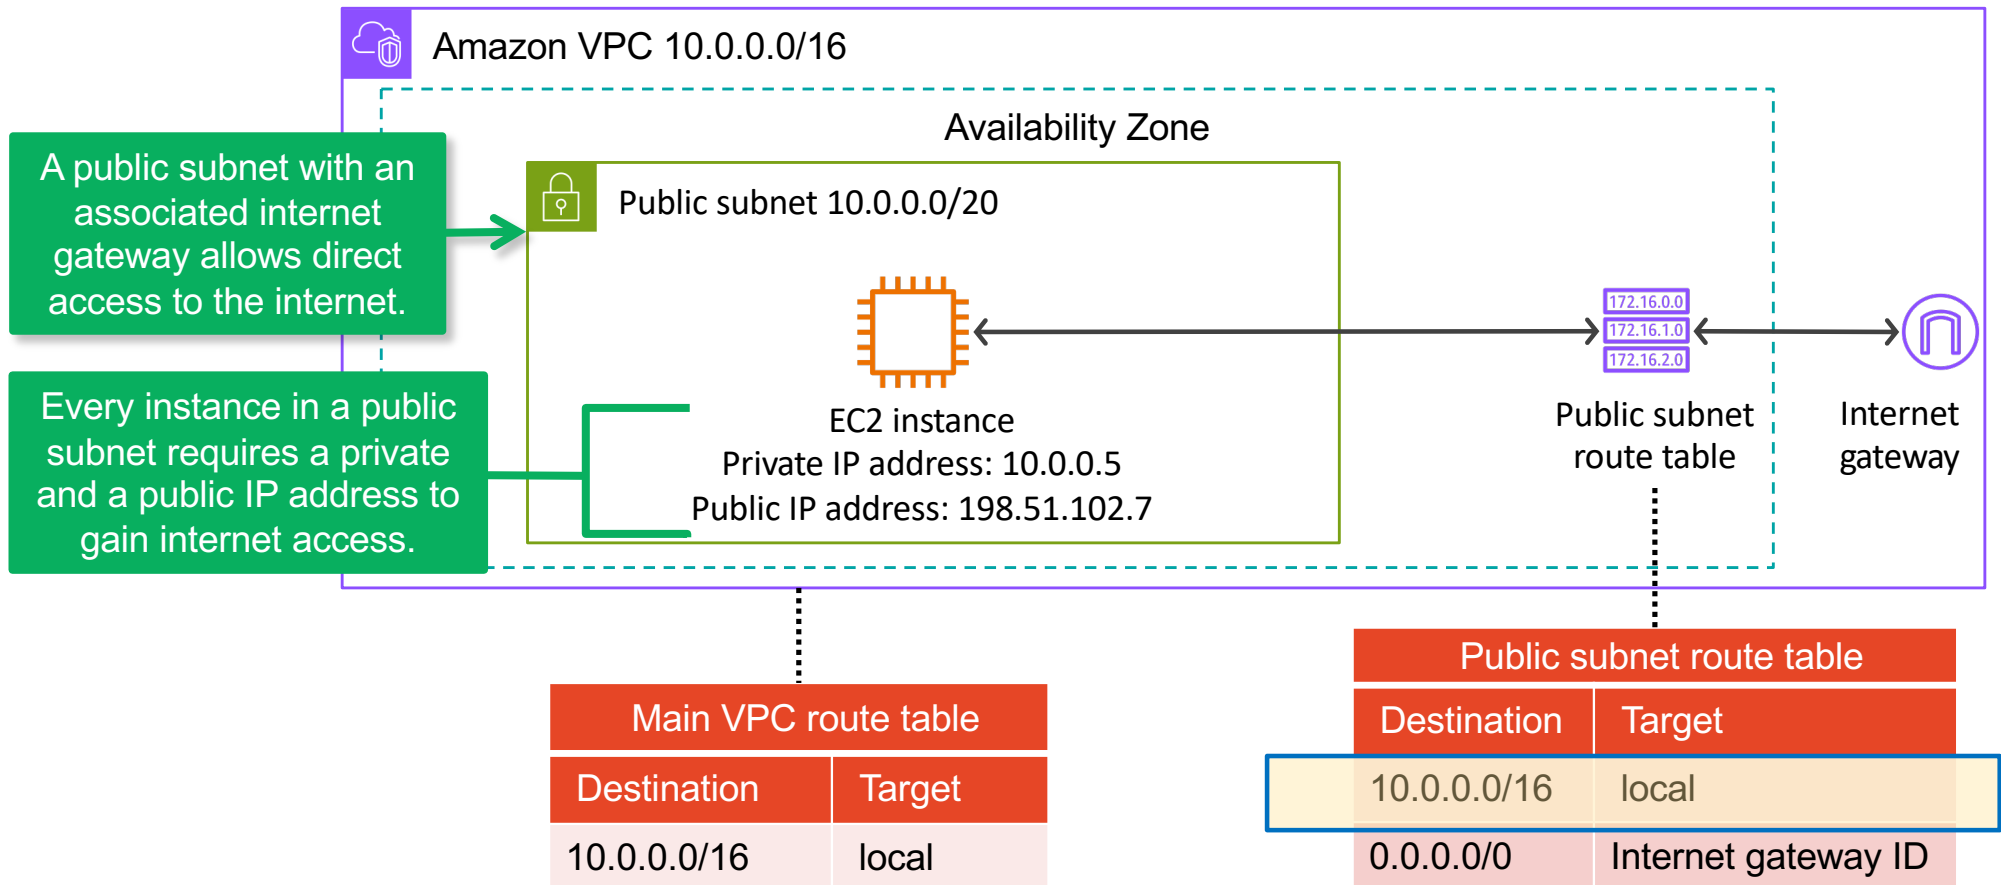 Amazon VPC 10.0.0.0/16
Availability Zone
A public subnet with an
associated internet
gateway allows direct
access to the internet.
Public subnet 10.0.0.0/20
172.16.0.0
172.16.1.0
172.16.2.0
Every instance in a public
subnet requires a private
and a public IP address to
gain internet access.
EC2 instance
Private IP address: 10.0.0.5
Public IP address: 198.51.102.7
Public subnet
route table
Internet
gateway
Main VPC route table
Destination Target
10.0.0.0/16 local
Public subnet route table
Destination Target
10.0.0.0/16 local
0.0.0.0/0 Internet gateway ID